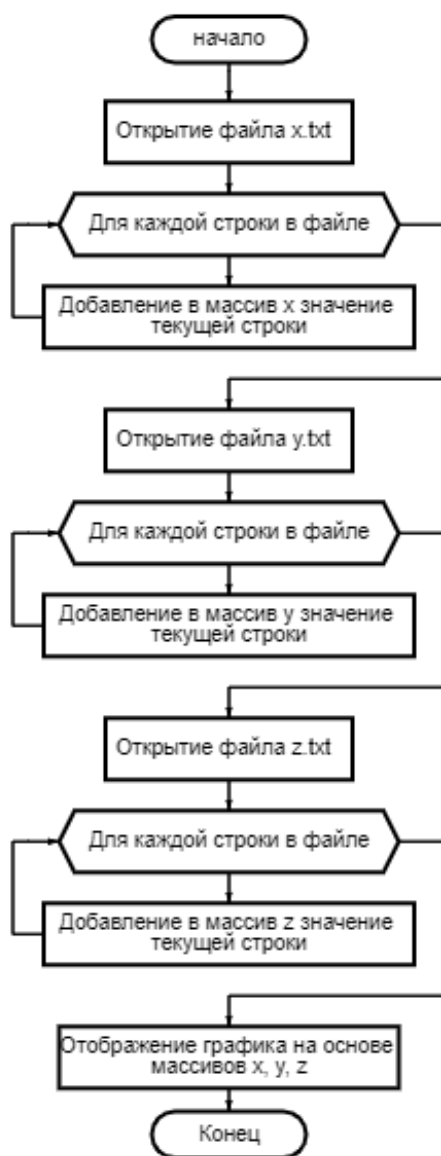 начало
Открытие файла x.txt
Для каждой строки в файле
Добавление в массив x значение
текущей строки
Открытие файла y.txt
Для каждой строки в файле
Добавление в массив y значение
текущей строки
Открытие файла z.txt
Для каждой строки в файле
Добавление в массив z значение
текущей строки
Отображение графика на основе
массивов x, y, z
Конец